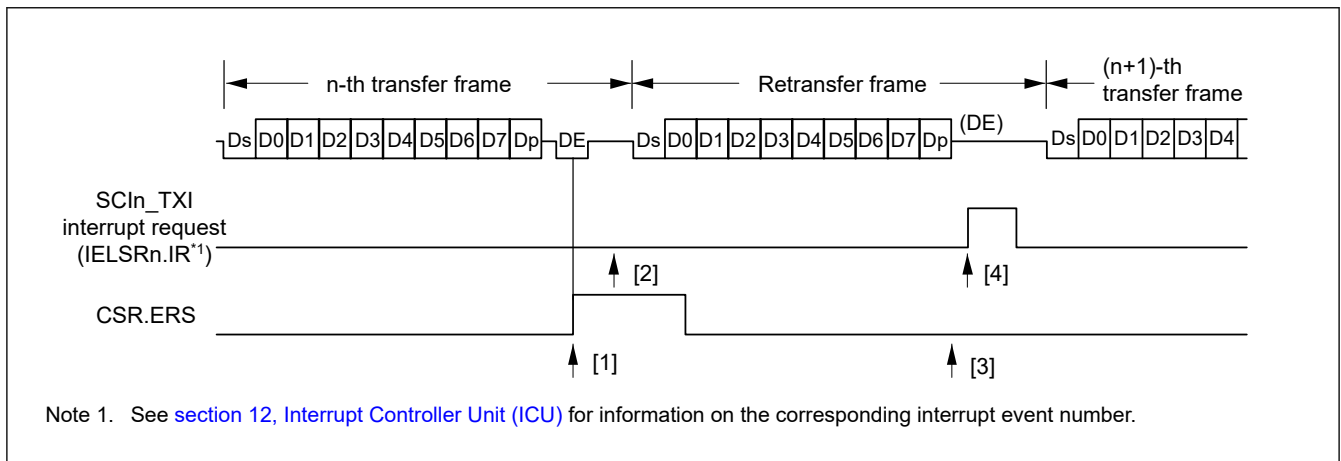 n-th transfer frame Retransfer frame (n+1)-th
transfer frame
Ds D0 D1 D2 D3 D4 D5 D6 D7 Dp DE Ds D0 D1 D2 D3 D4 D5 D6 D7 Dp (DE) Ds D0 D1 D2 D3 D4
SCIn_TXI
interrupt request
(IELSRn.IR*1)
[2] [4]
CSR.ERS
[1] [3]
Note 1. See section 12, Interrupt Controller Unit (ICU) for information on the corresponding interrupt event number.